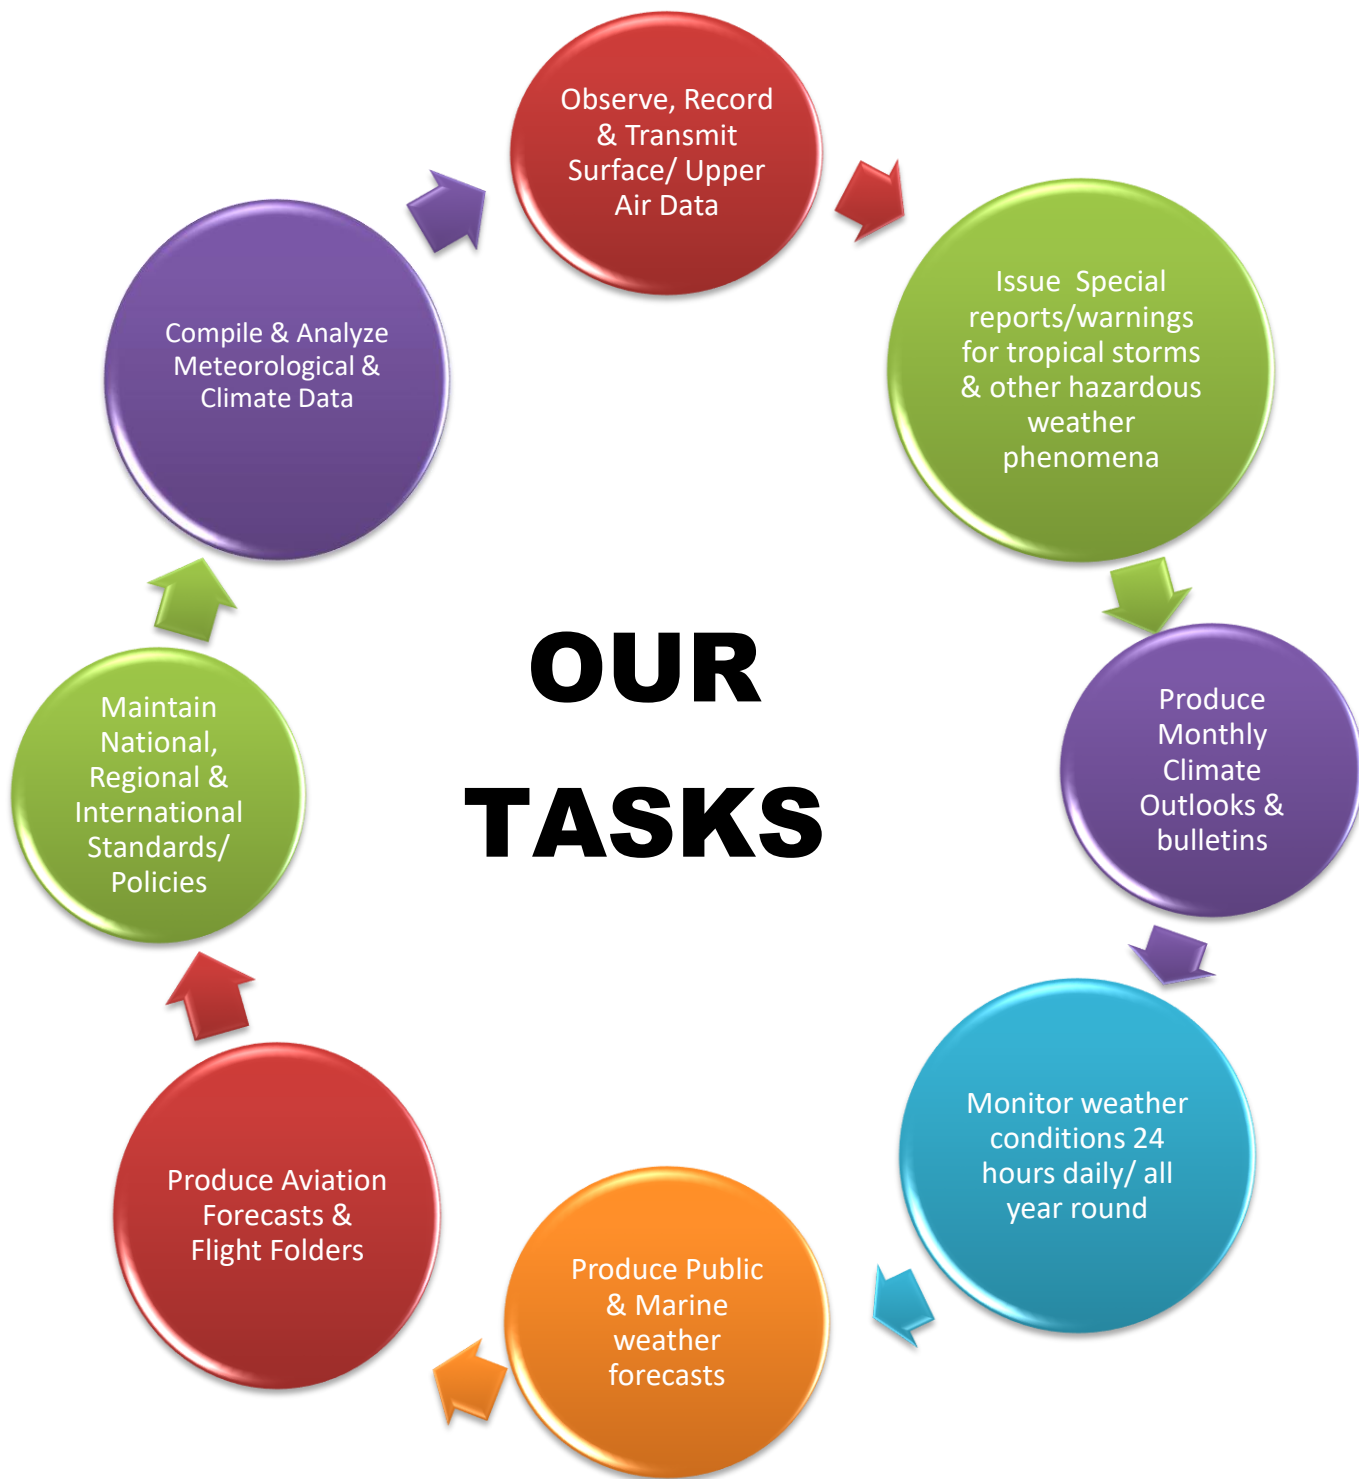 Observe, Record
& Transmit
Surface/ Upper
Air Data
Issue  Special
reports/warnings
for tropical storms
& other hazardous
weather
phenomena
Produce
Monthly
Climate
Outlooks &
bulletins
Monitor weather
conditions 24
hours daily/ all
year round
Produce Public
& Marine
weather
forecasts
Produce Aviation
Forecasts &
Flight Folders
Maintain
National,
Regional &
International
Standards/
Policies
Compile & Analyze
Meteorological &
Climate Data
OUR
TASKS